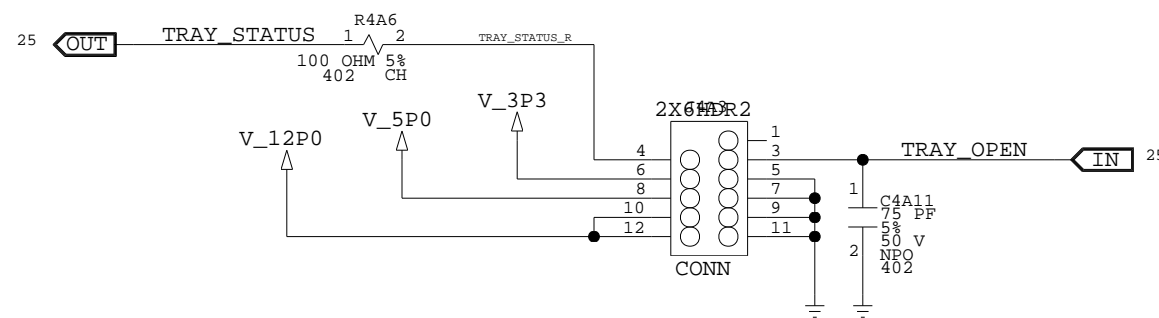 R4A6
25 OUT TRAY_STATUS 1 2 TRAY_STATUS_R
100 OHM 5%
402 CH
V_3P3
V_5P0
V_12P0
2X6HDR2
1
4 3 TRAY_OPEN IN 25
6 5
8 7
10 9
12 11
CONN
1
C4A11
75 PF
5%
50 V
2 NPO
402